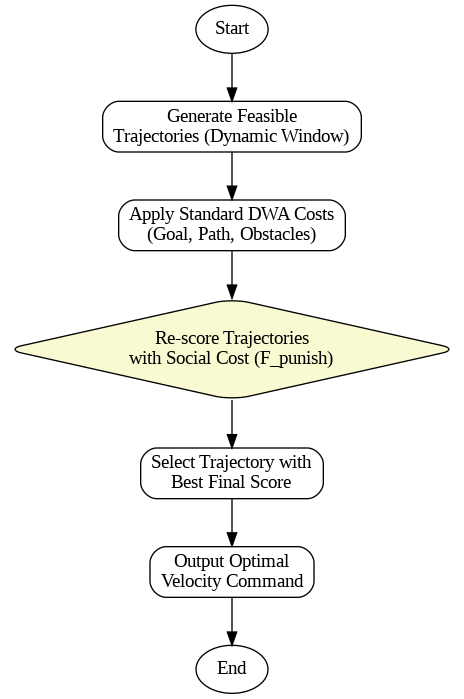 Start
Generate Feasible
Trajectories (Dynamic Window)
Apply Standard DWA Costs
(Goal, Path, Obstacles)
Re-score Trajectories
with Social Cost (F_punish)
Select Trajectory with
Best Final Score
Output Optimal
Velocity Command
End